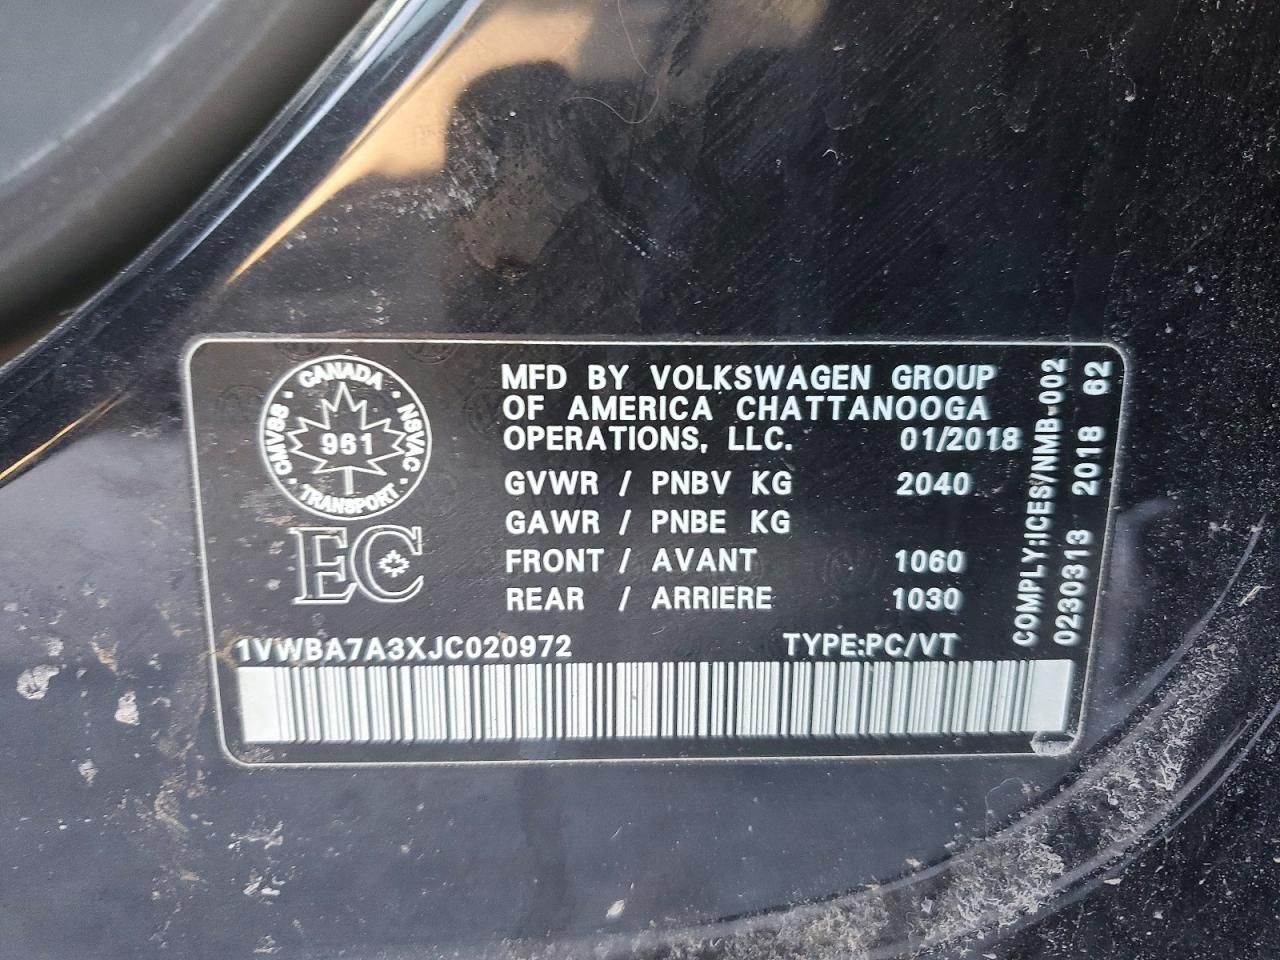 CANADA
CMVSS
NSVAC
961
TRANSPORT
EC
MFD BY VOLKSWAGEN GROUP
OF AMERICA CHATTANOOGA
OPERATIONS, LLC. 01/2018
GVWR / PNBV KG 2040
GAWR / PNBE KG
FRONT / AVANT 1060
REAR / ARRIERE 1030
1VWBA7A3XJC020972 TYPE:PC/VT
COMPLY:ICES/NMB-002
0230313 2018 62